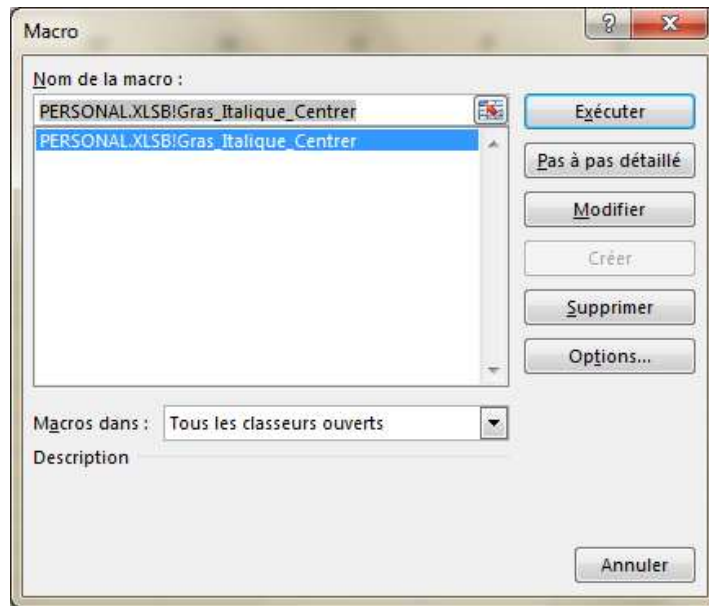 Macro
Nom de la macro :
PERSONAL.XLSB!Gras_Italique_Centrer
PERSONAL.XLSB!Gras_Italique_Centrer
Exécuter
Pas à pas détaillé
Modifier
Créer
Supprimer
Options...
Macros dans : Tous les classeurs ouverts
Description
Annuler